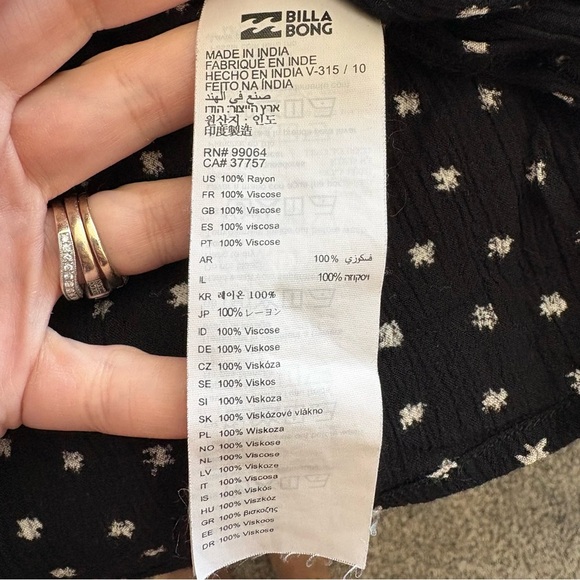 BILLA
BONG
MADE IN INDIA
FABRIQUÉ EN INDE
HECHO EN INDIA V-315 / 10
FEITO NA ÍNDIA
صنع في الهند
ארץ הייצור: הודו
원산지 : 인도
印度製造
RN# 99064
CA# 37757
US 100% Rayon
FR 100% Viscose
GB 100% Viscose
ES 100% viscosa
PT 100% Viscose
AR 100% فسكوزي
IL 100% ויסקוזה
KR 레이온 100%
JP 100% レーヨン
ID 100% Viscose
DE 100% Viskose
CZ 100% Viskóza
SE 100% Viskos
SI 100% Viskoza
SK 100% Viskózové vlákno
PL 100% Wiskoza
NO 100% Viskose
NL 100% Viscose
LV 100% Viskoze
IT 100% Viscosa
IS 100% Viskós
HU 100% Viszkóz
GR 100% βισκοζης
EE 100% Viskoos
DR 100% Viskose